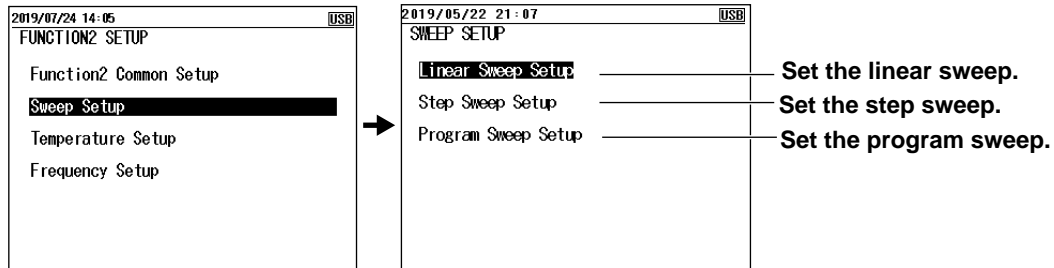 2019/07/24 14:05 USB
FUNCTION2 SETUP
Function2 Common Setup
Sweep Setup
Temperature Setup
Frequency Setup
2019/05/22 21:07 USB
SWEEP SETUP
Linear Sweep Setup
Step Sweep Setup
Program Sweep Setup
Set the linear sweep.
Set the step sweep.
Set the program sweep.